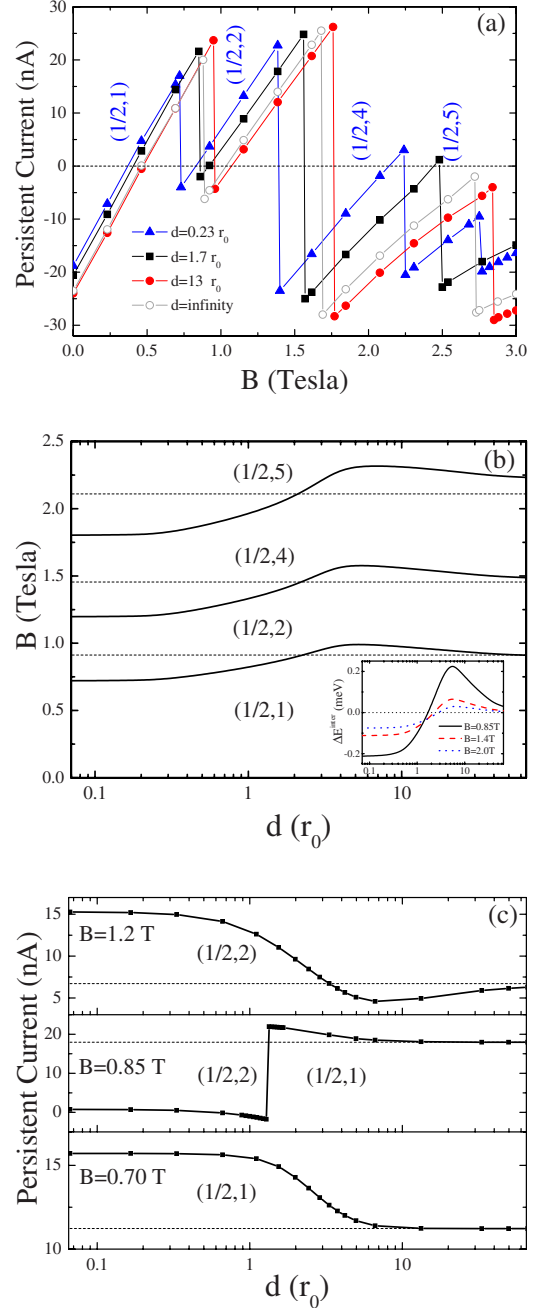 (a)
30
20
10
0
-10
-20
-30
Persistent Current (nA)
(1/2,1)
(1/2,2)
(1/2,4)
(1/2,5)
d=0.23 r0
d=1.7 r0
d=13 r0
d=infinity
0.0 0.5 1.0 1.5 2.0 2.5 3.0
B (Tesla)
(b)
2.5
2.0
1.5
1.0
0.5
0.0
B (Tesla)
(1/2,5)
(1/2,4)
(1/2,2)
(1/2,1)
0.2
0.0
-0.2
ΔE^inter (meV)
B=0.85T
B=1.4T
B=2.0T
0.1 1 10
0.1 1 10
d (r0)
(c)
15
10
5
B=1.2 T
(1/2,2)
20
10
0
B=0.85 T
(1/2,2)
(1/2,1)
15
10
B=0.70 T
(1/2,1)
Persistent Current (nA)
0.1 1 10
d (r0)